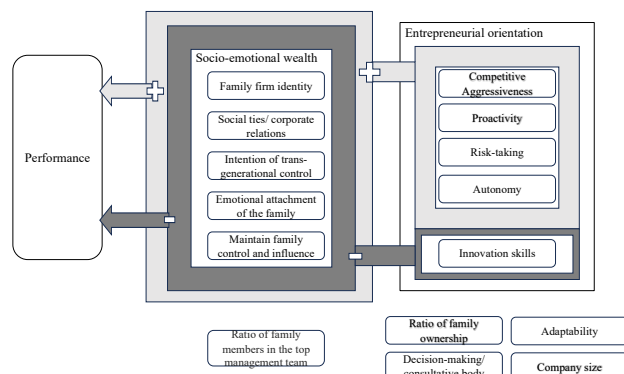 Entrepreneurial orientation
Socio-emotional wealth
Family firm identity
Social ties/ corporate
relations
Intention of trans-
generational control
Emotional attachment
of the family
Maintain family
control and influence
Performance
Competitive
Aggressiveness
Proactivity
Risk-taking
Autonomy
Innovation skills
Ratio of family
members in the top
management team
Ratio of family
ownership
Adaptability
Decision-making/
consultative body
Company size